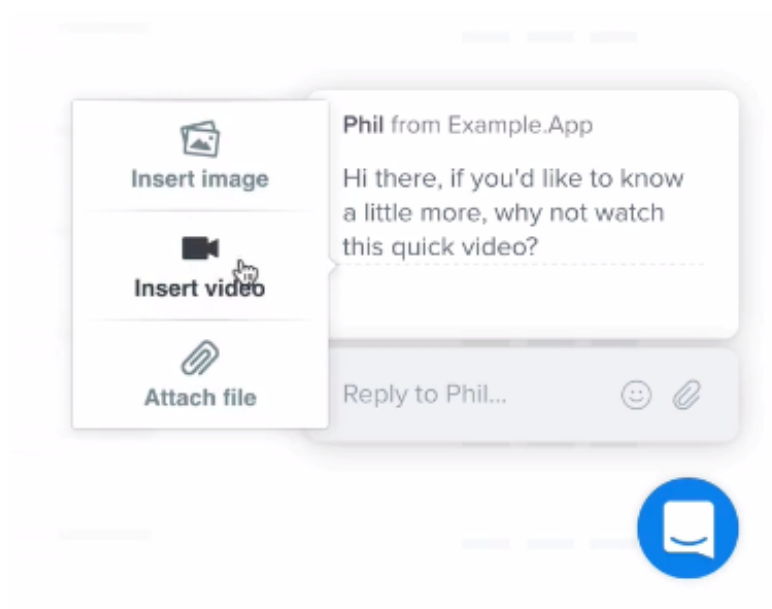 Insert image
Insert video
Attach file
Phil from Example.App
Hi there, if you'd like to know
a little more, why not watch
this quick video?
Reply to Phil...